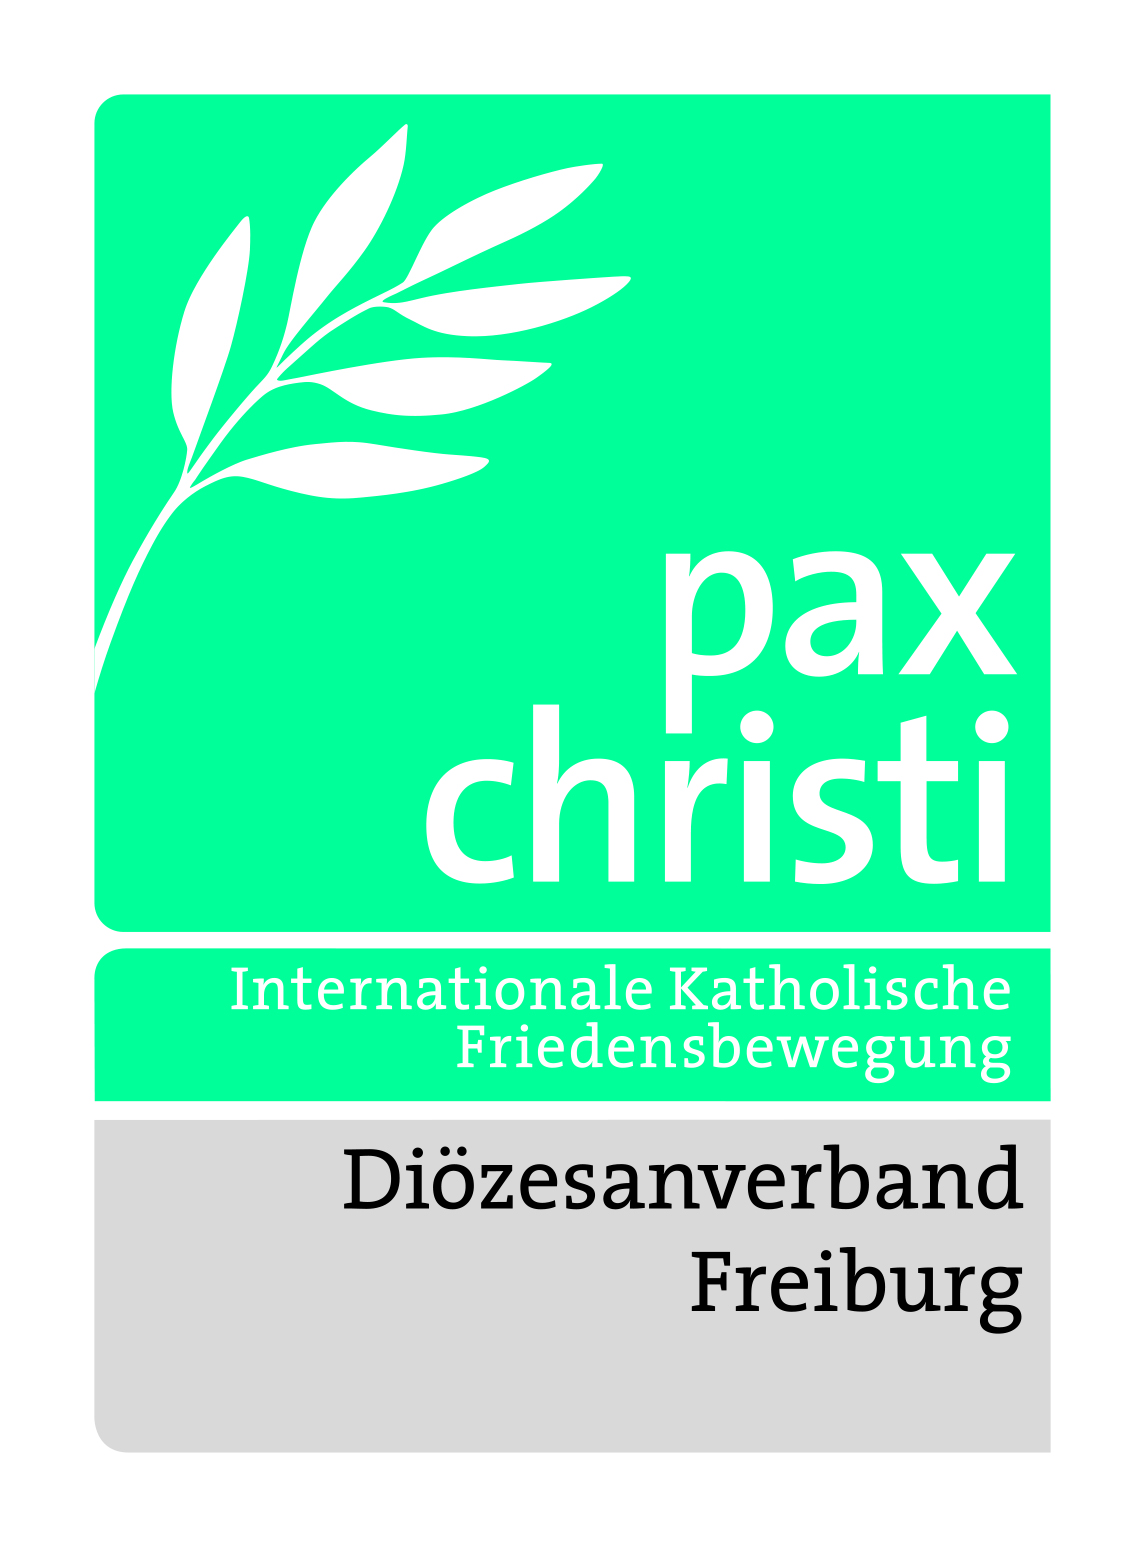 pax
christi
Internationale Katholische
Friedensbewegung
Diözesanverband
Freiburg